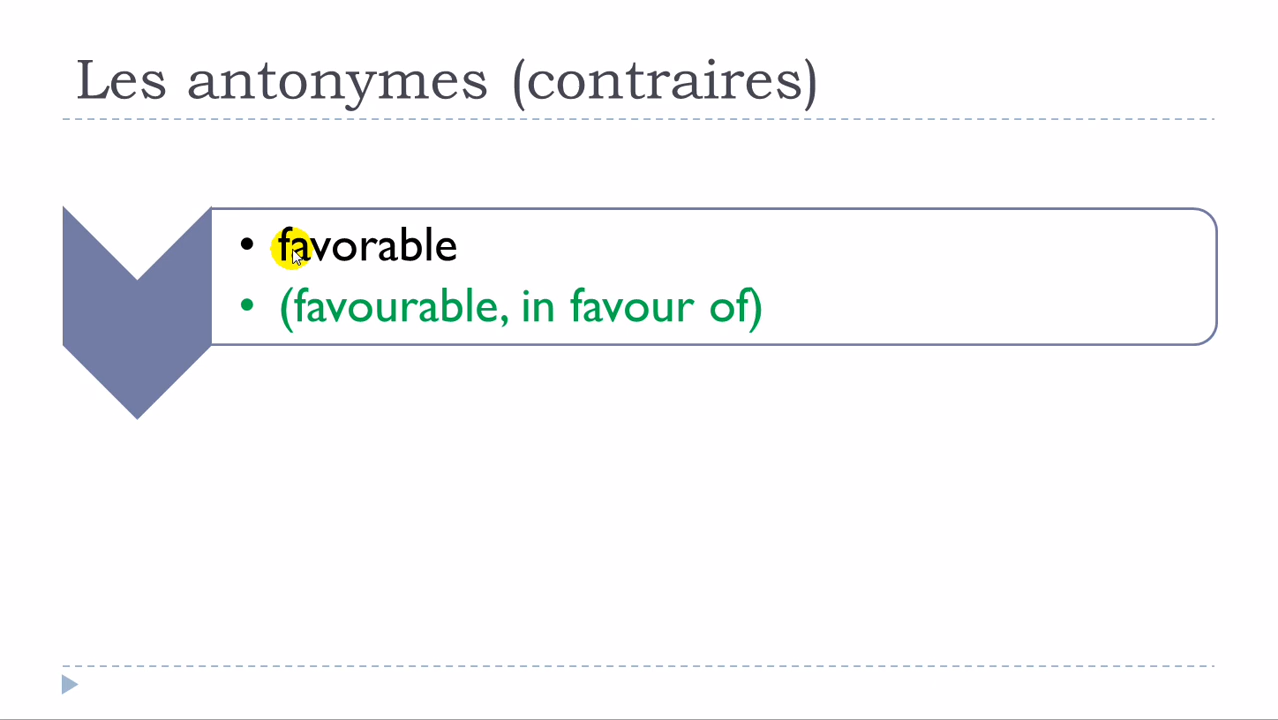 Les antonymes (contraires)
• favorable
• (favourable, in favour of)